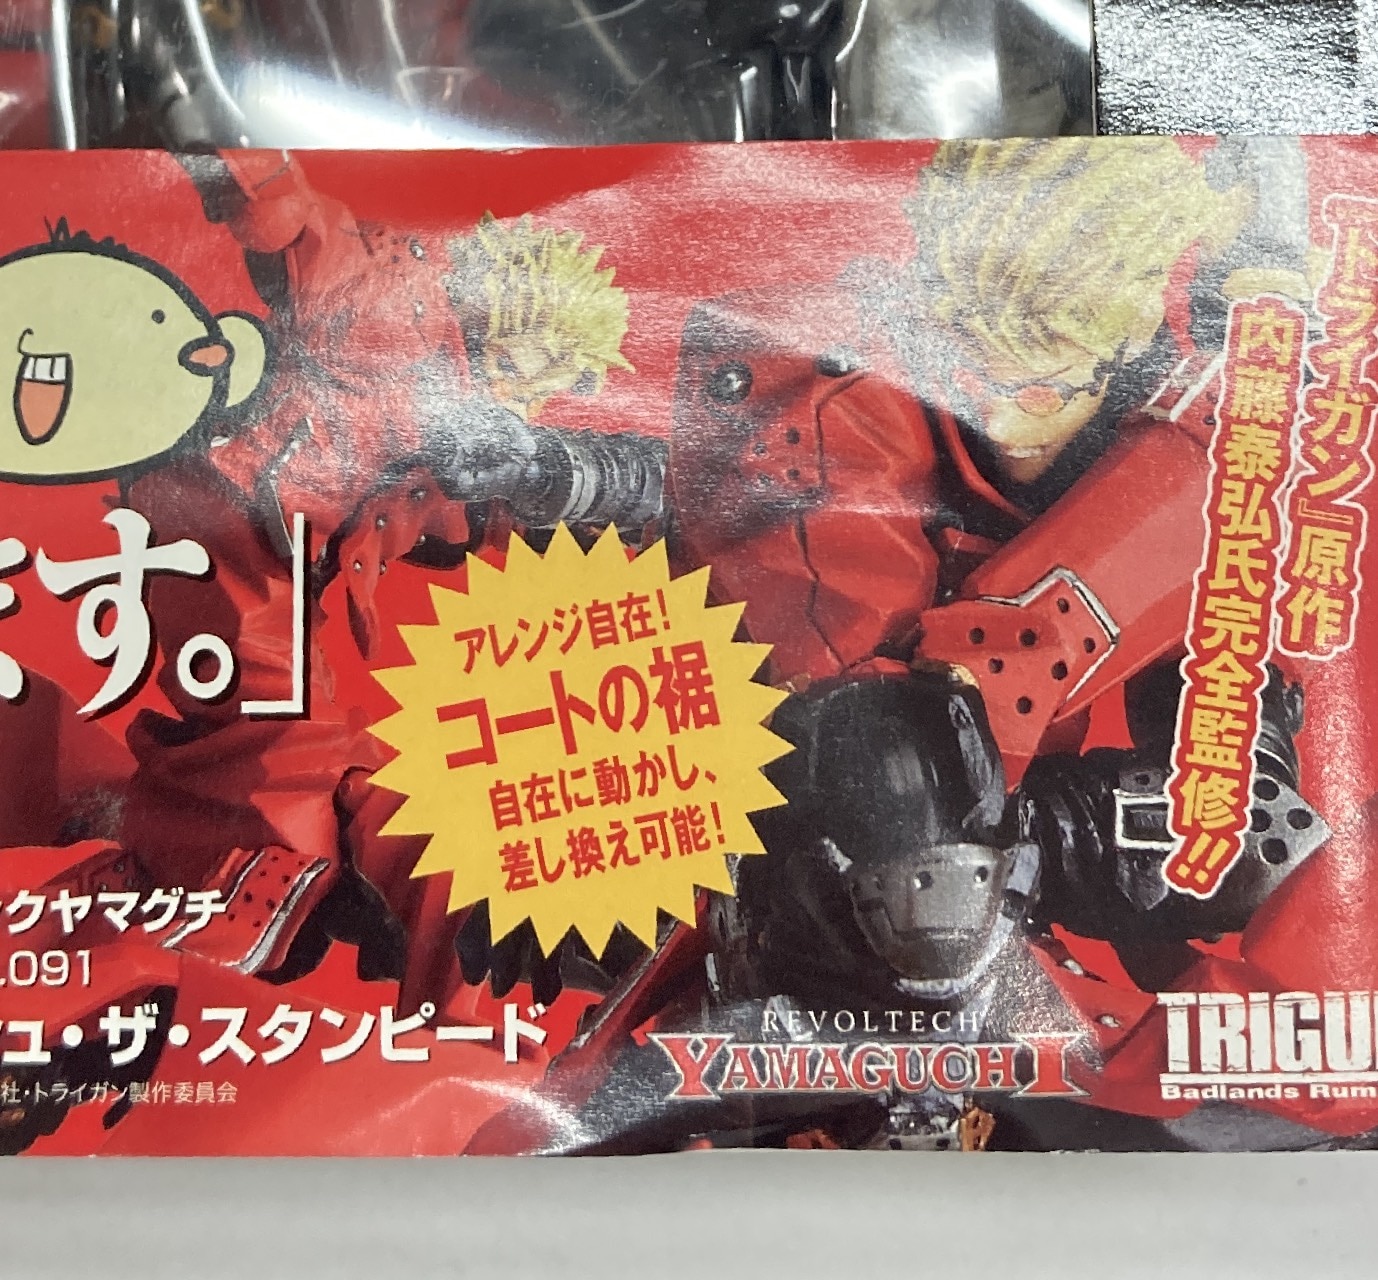 『トライガン』原作
内藤泰弘氏完全監修!!
ます。」
アレンジ自在！
コートの裾
自在に動かし、
差し換え可能！
クヤマグチ
.091
シュ・ザ・スタンピード
社・トライガン製作委員会
REVOLTECH
YAMAGUCHI
TRIGU
Badlands Rum